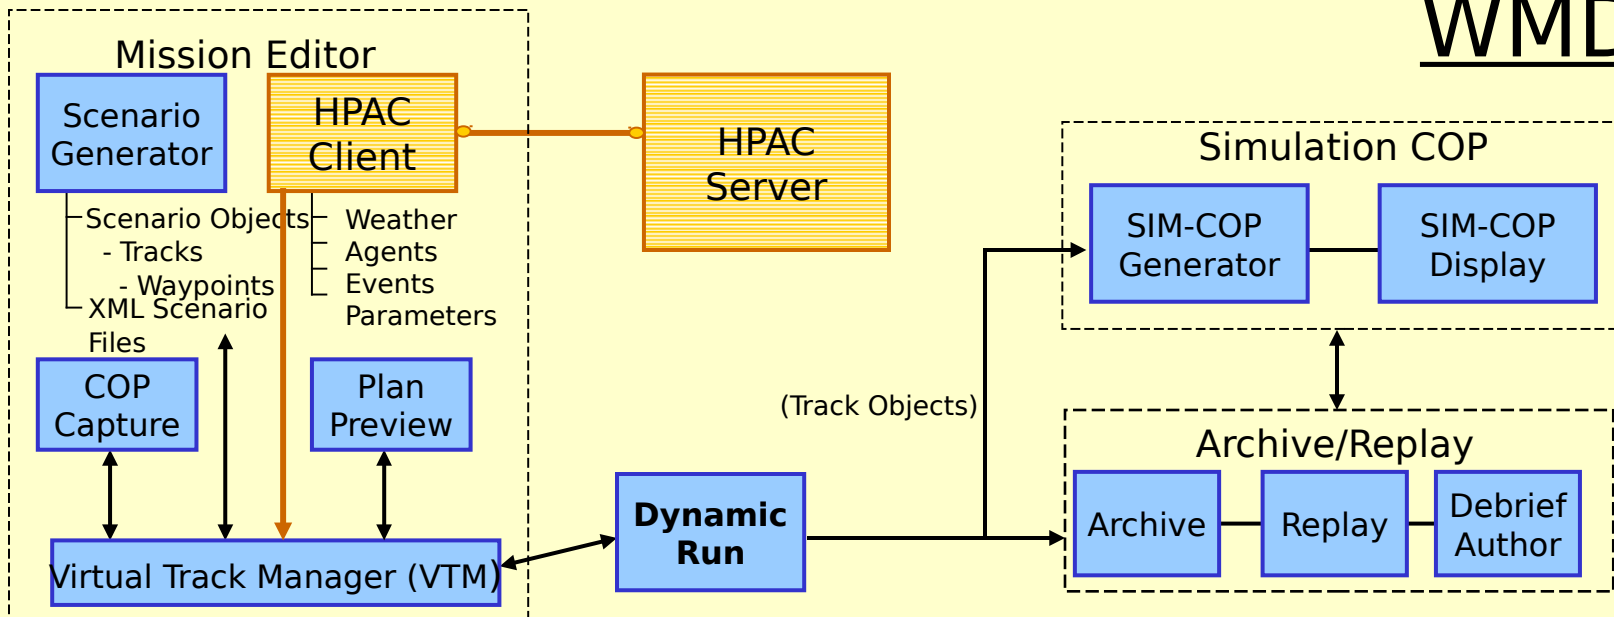 WMD
Mission Editor
Scenario
Generator
HPAC
Client
HPAC
Server
Scenario Objects
- Tracks
- Waypoints
XML Scenario
Files
Weather
Agents
Events
Parameters
COP
Capture
Plan
Preview
Virtual Track Manager (VTM)
Dynamic
Run
(Track Objects)
Simulation COP
SIM-COP
Generator
SIM-COP
Display
Archive/Replay
Archive
Replay
Debrief
Author